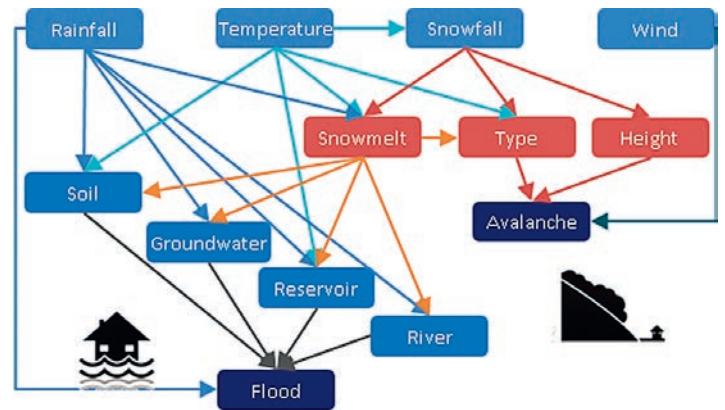 Rainfall
Temperature
Snowfall
Wind
Snowmelt
Type
Height
Soil
Groundwater
Avalanche
Reservoir
River
Flood